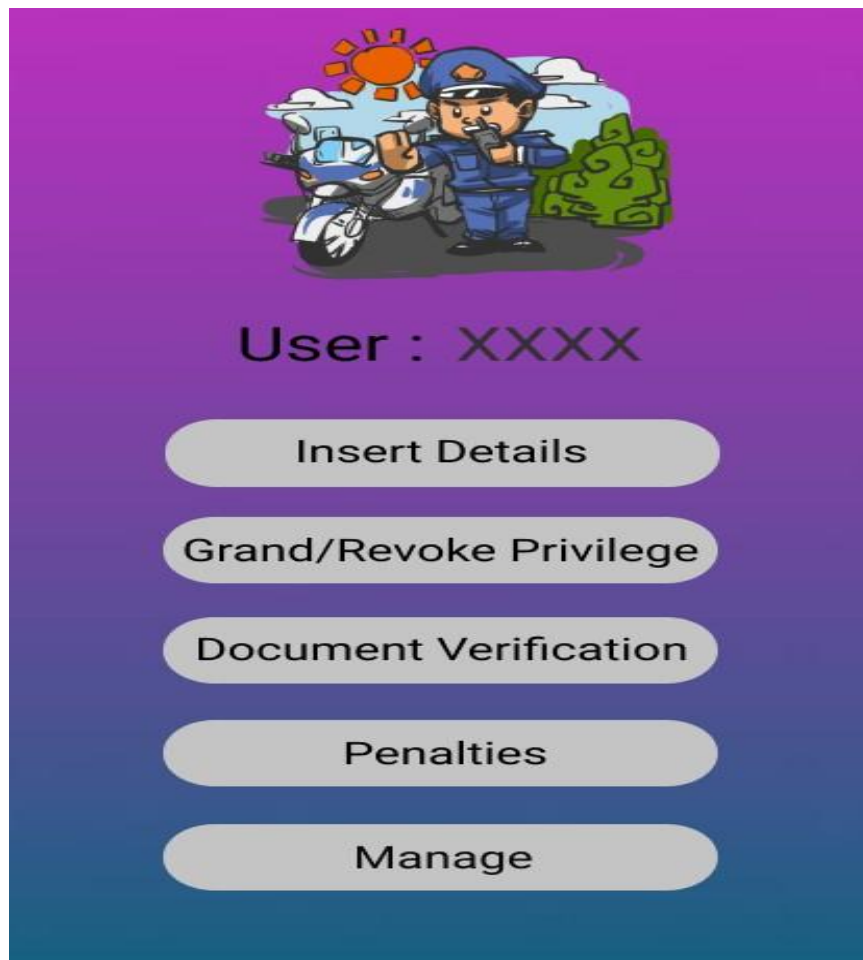 User : XXXX
Insert Details
Grand/Revoke Privilege
Document Verification
Penalties
Manage